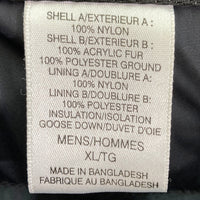 SHELL A/EXTERIEUR A :
100% NYLON
SHELL B/EXTERIEUR B :
100% ACRYLIC FUR
100% POLYESTER GROUND
LINING A/DOUBLURE A:
100% NYLON
LINING B/DOUBLURE B:
100% POLYESTER
INSULATION/ISOLATION
GOOSE DOWN/DUVET D'OIE
MENS/HOMMES
XL/TG
MADE IN BANGLADESH
FABRIQUE AU BANGLADESH